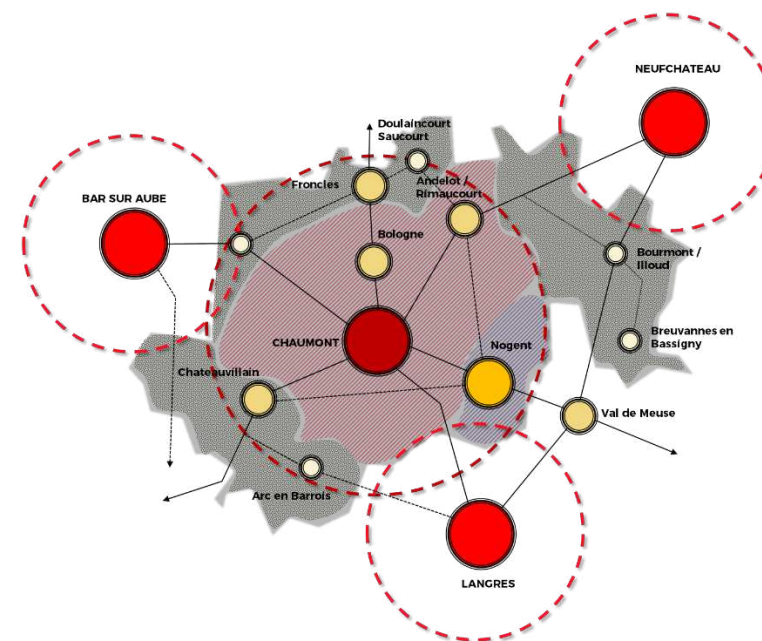 NEUFCHATEAU
Doulaincourt
Saucourt
Froncles
Andelot /
Rimaucourt
BAR SUR AUBE
Bologne
Bourmont /
Illoud
CHAUMONT
Nogent
Breuvannes en
Bassigny
Chateauvillain
Val de Meuse
Arc en Barrois
LANGRES